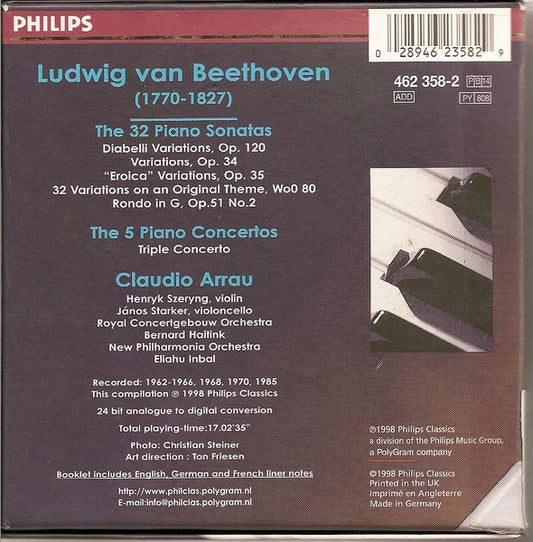 PHILIPS
0 28946 23582 9
Ludwig van Beethoven
(1770-1827)
462 358-2 PB14
ADD PY 808
The 32 Piano Sonatas
Diabelli Variations, Op. 120
Variations, Op. 34
"Eroica" Variations, Op. 35
32 Variations on an Original Theme, Wo0 80
Rondo in G, Op.51 No.2
The 5 Piano Concertos
Triple Concerto
Claudio Arrau
Henryk Szeryng, violin
János Starker, violoncello
Royal Concertgebouw Orchestra
Bernard Haitink
New Philharmonia Orchestra
Eliahu Inbal
Recorded: 1962-1966, 1968, 1970, 1985
This compilation ℗ 1998 Philips Classics
24 bit analogue to digital conversion
Total playing-time:17.02'35"
Photo: Christian Steiner
Art direction : Ton Friesen
Booklet includes English, German and French liner notes
http://www.philclas.polygram.nl
E-mail:info@philclas.polygram.nl
℗1998 Philips Classics
a division of the Philips Music Group,
a PolyGram company
©1998 Philips Classics
Printed in the UK
Imprimé en Angleterre
Made in Germany